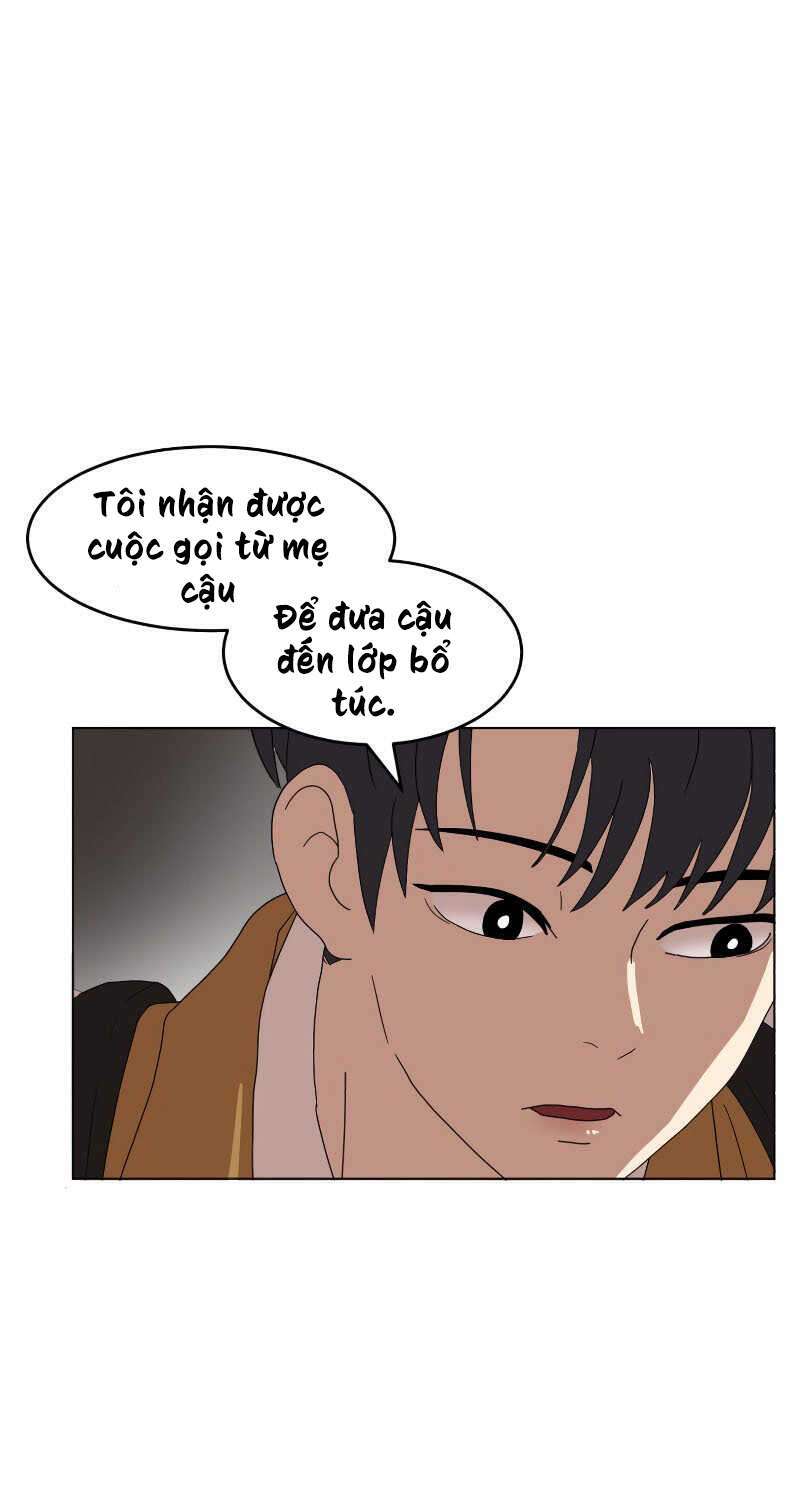 Tôi nhận được
cuộc gọi từ mẹ
cậu
Để đưa cậu
đến lớp bổ
túc.